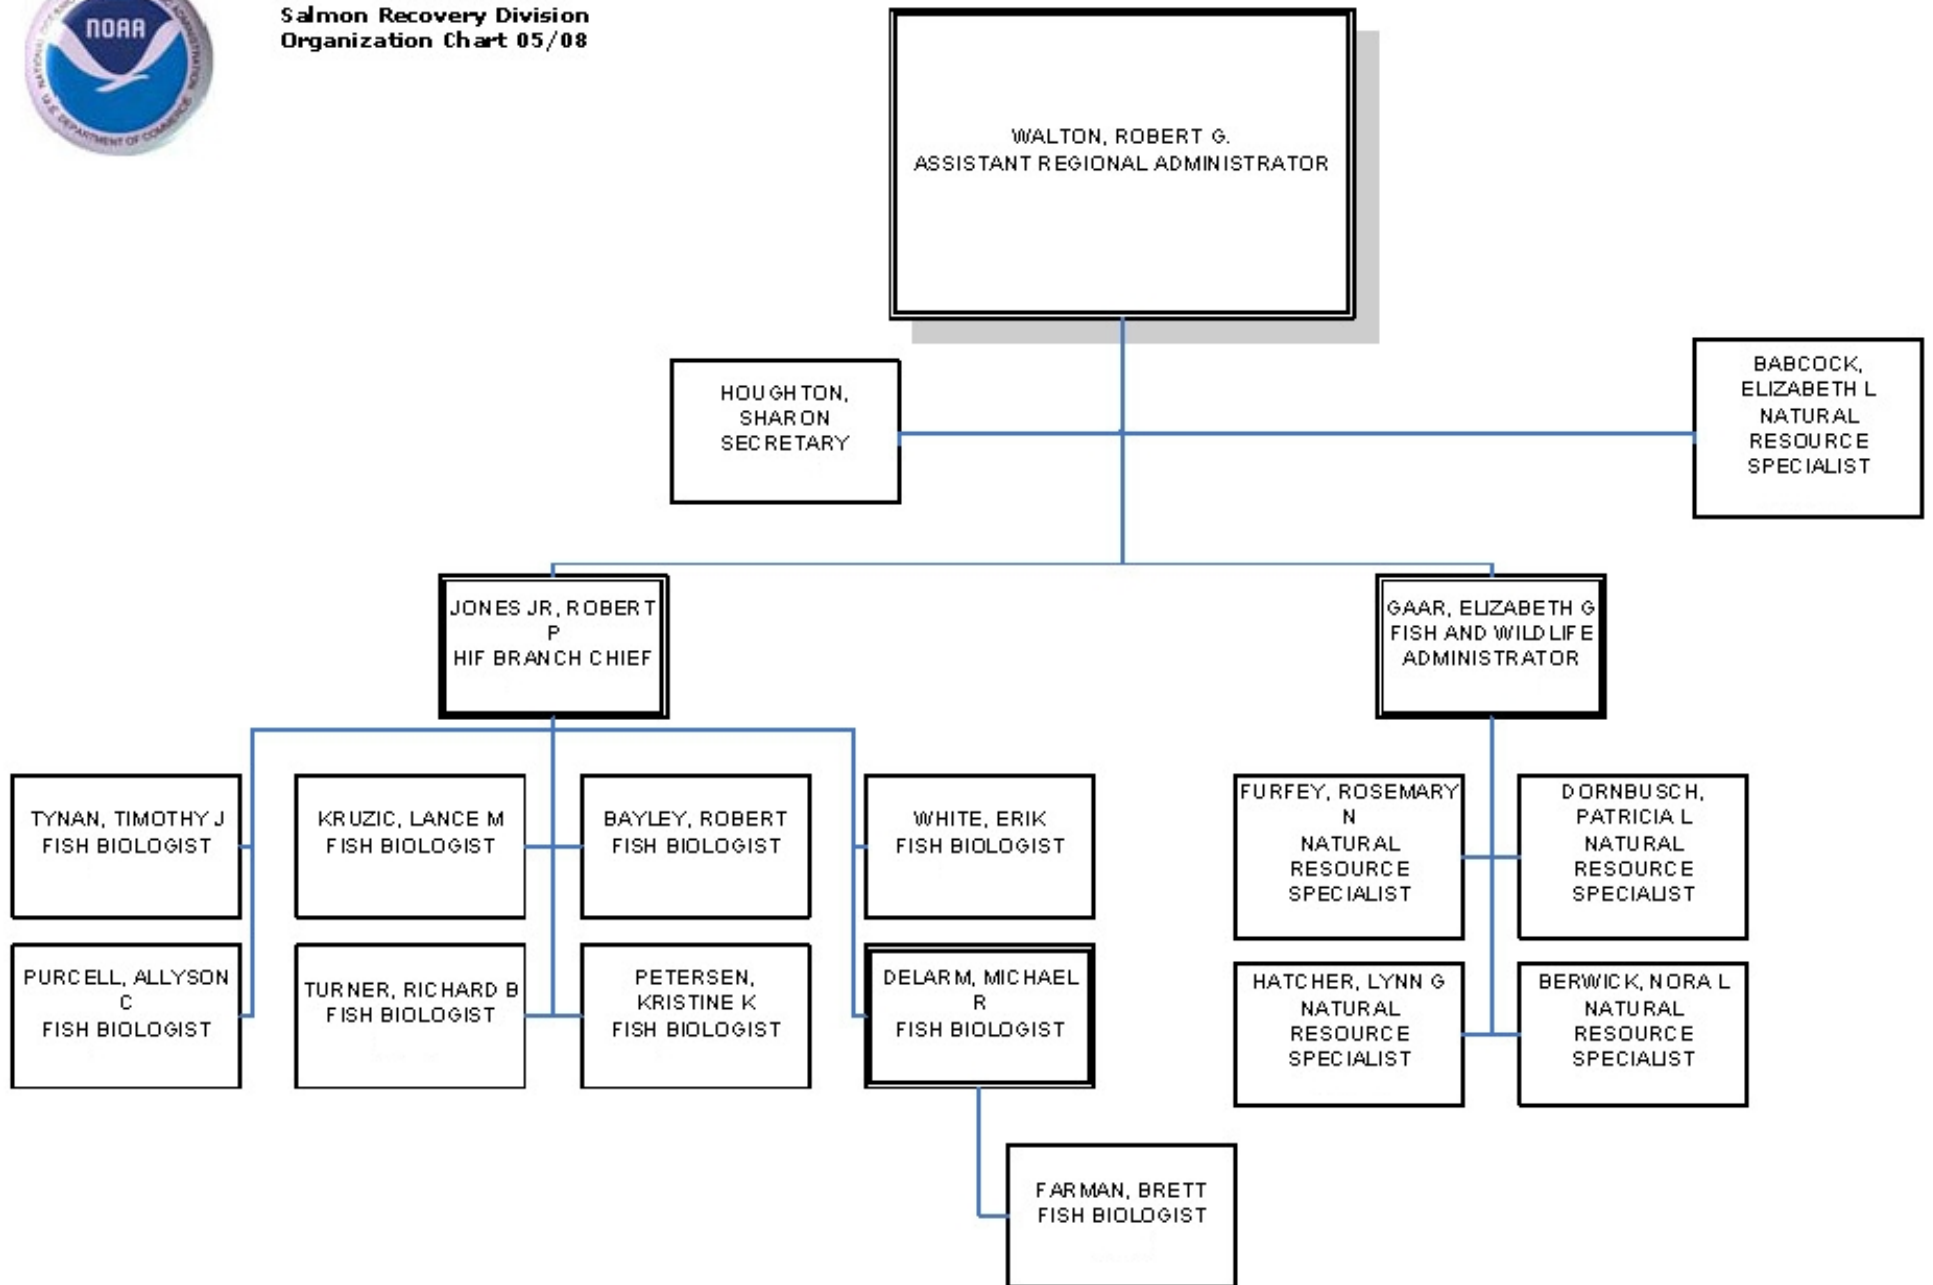 NOAA
U.S. DEPARTMENT OF COMMERCE
Salmon Recovery Division
Organization Chart 05/08
WALTON, ROBERT G.
ASSISTANT REGIONAL ADMINISTRATOR
HOUGHTON,
SHARON
SECRETARY
BABCOCK,
ELIZABETH L
NATURAL
RESOURCE
SPECIALIST
JONES JR, ROBERT
P
HIF BRANCH CHIEF
GAAR, ELIZABETH G
FISH AND WILDLIFE
ADMINISTRATOR
TYNAN, TIMOTHY J
FISH BIOLOGIST
KRUZIC, LANCE M
FISH BIOLOGIST
BAYLEY, ROBERT
FISH BIOLOGIST
WHITE, ERIK
FISH BIOLOGIST
FURFEY, ROSEMARY
N
NATURAL
RESOURCE
SPECIALIST
DORNBUSCH,
PATRICIA L
NATURAL
RESOURCE
SPECIALIST
PURCELL, ALLYSON
C
FISH BIOLOGIST
TURNER, RICHARD B
FISH BIOLOGIST
PETERSEN,
KRISTINE K
FISH BIOLOGIST
DELARM, MICHAEL
R
FISH BIOLOGIST
HATCHER, LYNN G
NATURAL
RESOURCE
SPECIALIST
BERWICK, NORA L
NATURAL
RESOURCE
SPECIALIST
FARMAN, BRETT
FISH BIOLOGIST